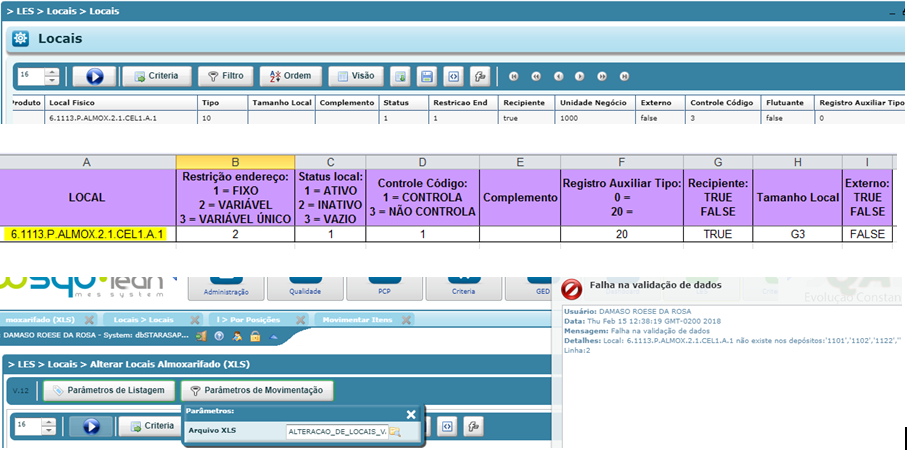 > LES > Locais > Locais
Locais
16 Criteria Filtro Ordem Visão
roduto Local Fisico Tipo Tamanho Local Complemento Status Restricao End Recipiente Unidade Negócio Externo Controle Código Flutuante Registro Auxiliar Tipo
6.1113.P.ALMOX.2.1.CEL1.A.1 10 1 1 true 1000 false 3 false 0
A B C D E F G H I
LOCAL
Restrição endereço:
1 = FIXO
2 = VARIÁVEL
3 = VARIÁVEL ÚNICO
Status local:
1 = ATIVO
2 = INATIVO
3 = VAZIO
Controle Código:
1 = CONTROLA
3 = NÃO CONTROLA
Complemento
Registro Auxiliar Tipo:
0 =
20 =
Recipiente:
TRUE
FALSE
Tamanho Local
Externo:
TRUE
FALSE
6.1113.P.ALMOX.2.1.CEL1.A.1 2 1 1 20 TRUE G3 FALSE
mes system
Administração Qualidade PCP Criteria GED
moxarifado (XLS) Locais > Locais l > Por Posições Movimentar Itens
DAMASO ROESE DA ROSA - System: dbSTARASAP...
> LES > Locais > Alterar Locais Almoxarifado (XLS)
V.12 Parâmetros de Listagem Parâmetros de Movimentação
Parâmetros:
Arquivo XLS ALTERACAO_DE_LOCAIS_V.
16 Criteria
Falha na validação de dados
Evolução Constan
Usuário: DAMASO ROESE DA ROSA
Data: Thu Feb 15 12:38:19 GMT-0200 2018
Mensagem: Falha na validação de dados
Detalhes: Local: 6.1113.P.ALMOX.2.1.CEL1.A.1 não existe nos depósitos:'1101','1102','1122',''
Linha:2